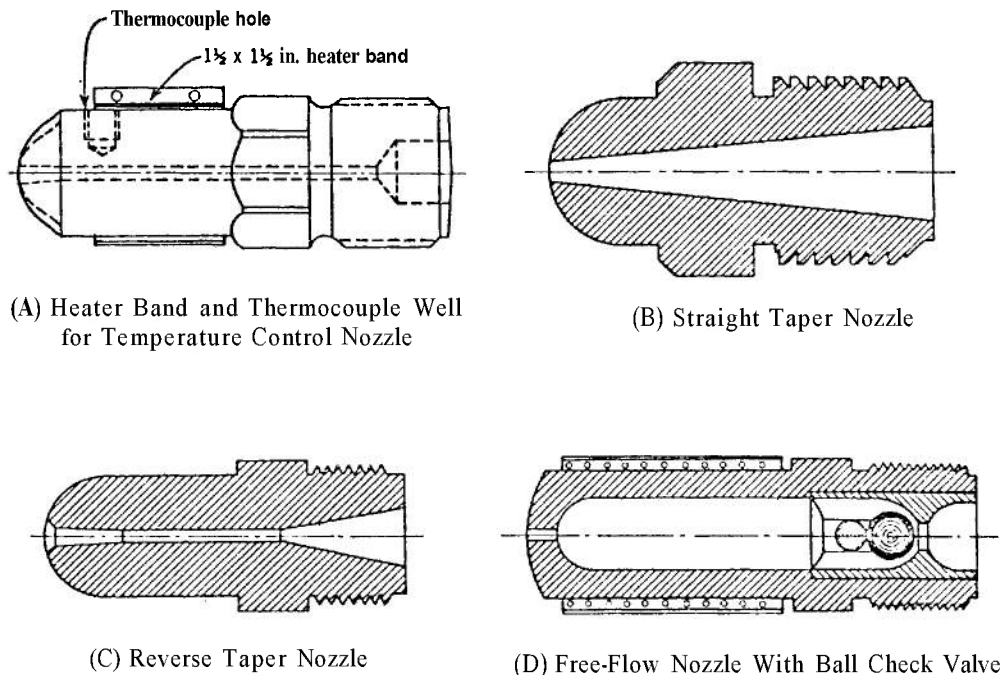 Thermocouple hole
1½ x 1½ in. heater band
(A) Heater Band and Thermocouple Well
for Temperature Control Nozzle
(B) Straight Taper Nozzle
(C) Reverse Taper Nozzle
(D) Free-Flow Nozzle With Ball Check Valve